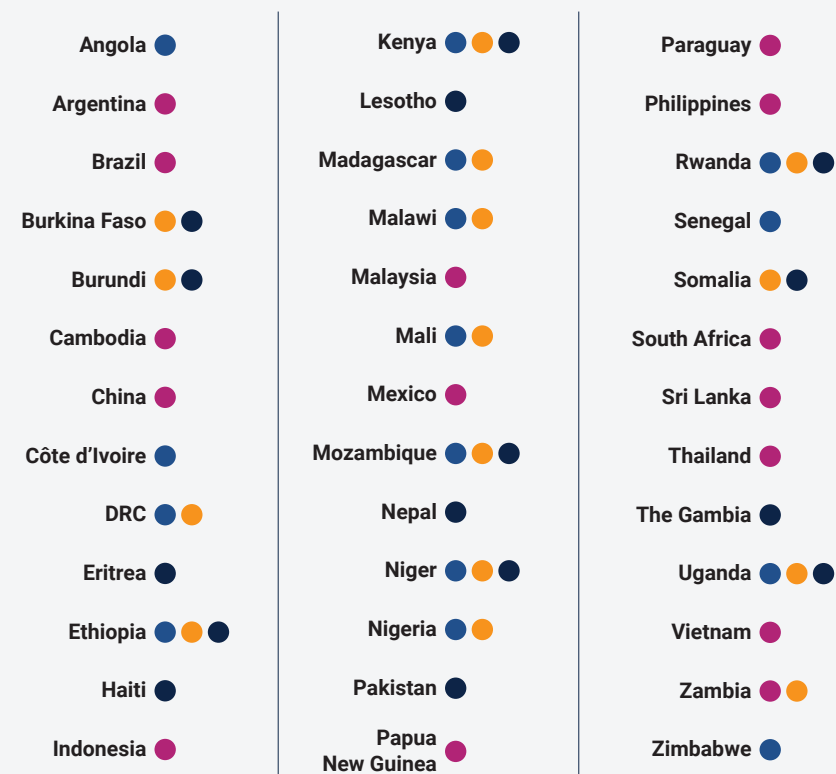 Angola
Argentina
Brazil
Burkina Faso
Burundi
Cambodia
China
Côte d’Ivoire
DRC
Eritrea
Ethiopia
Haiti
Indonesia
Kenya
Lesotho
Madagascar
Malawi
Malaysia
Mali
Mexico
Mozambique
Nepal
Niger
Nigeria
Pakistan
Papua
New Guinea
Paraguay
Philippines
Rwanda
Senegal
Somalia
South Africa
Sri Lanka
Thailand
The Gambia
Uganda
Vietnam
Zambia
Zimbabwe